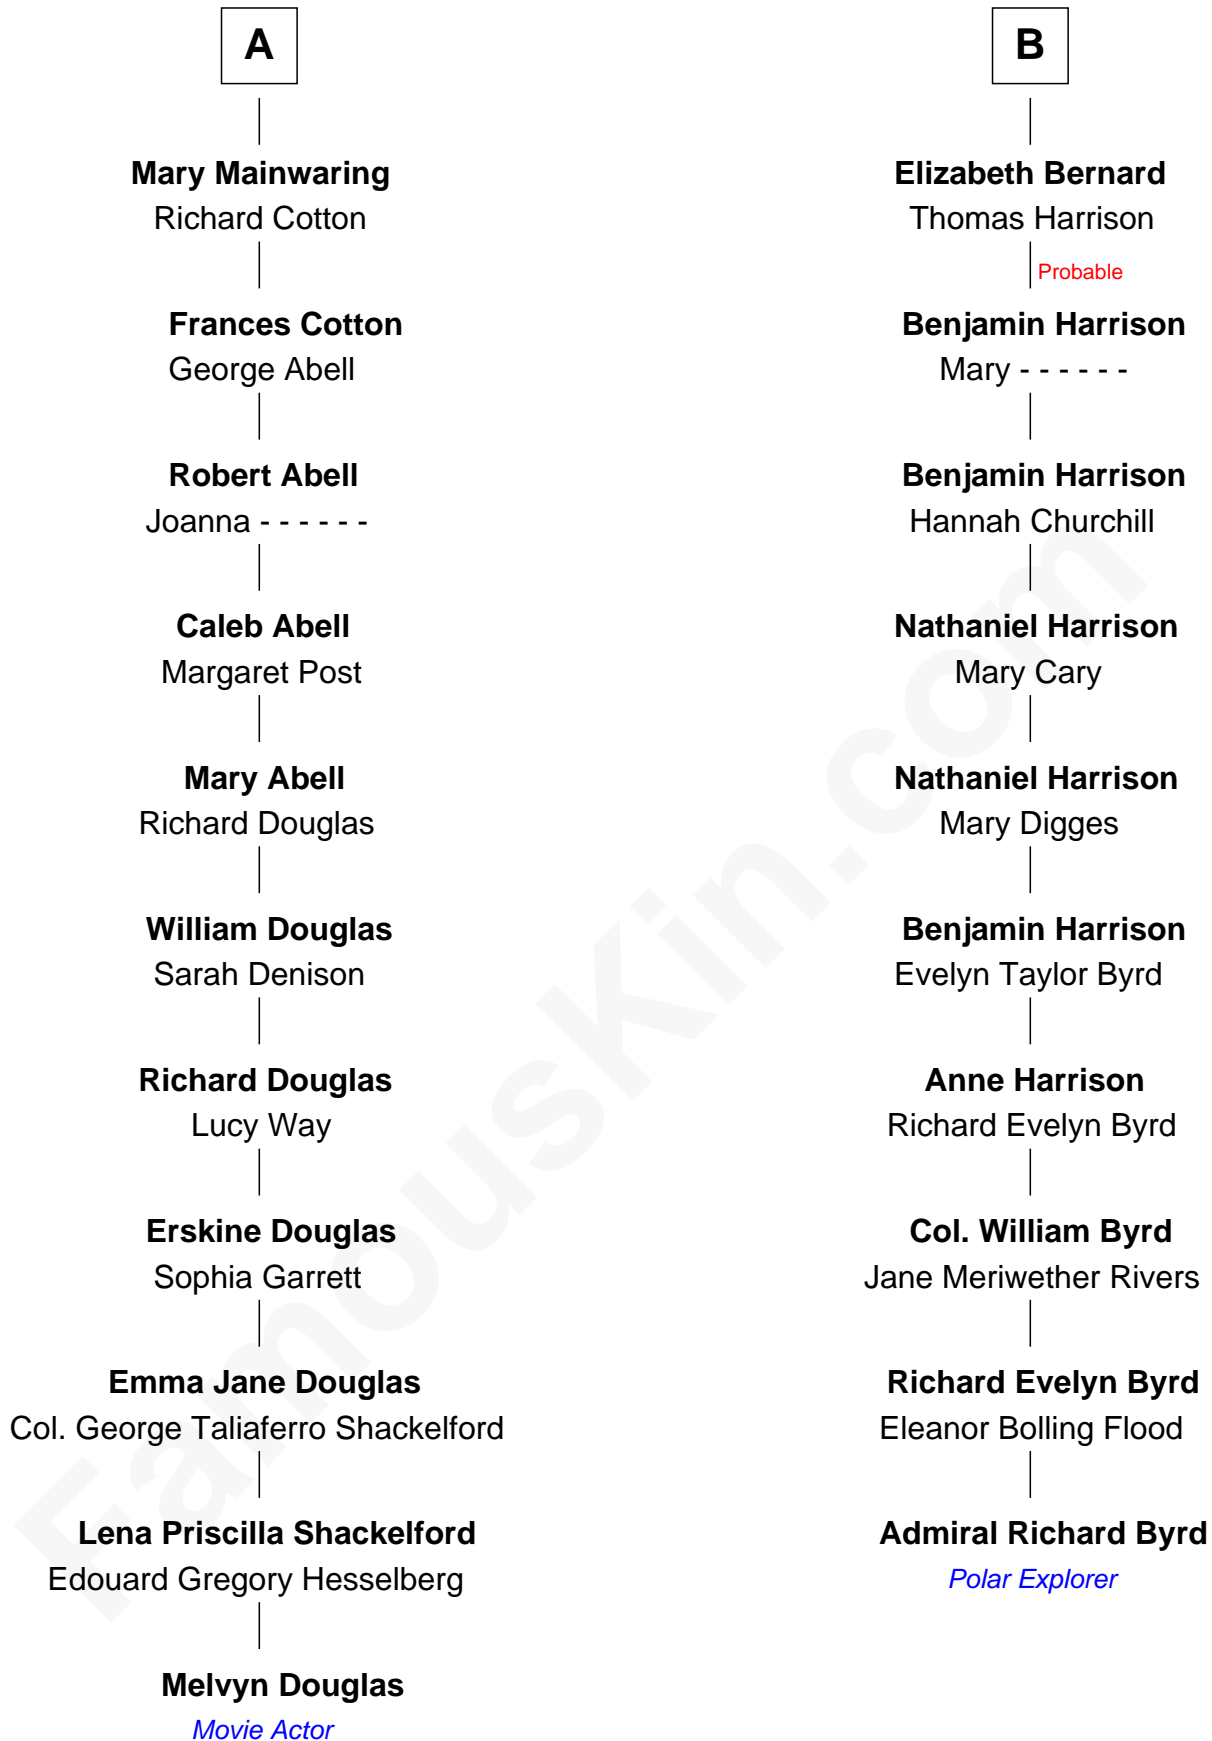 A
Mary Mainwaring
Richard Cotton
Frances Cotton
George Abell
Robert Abell
Joanna - - - - - -
Caleb Abell
Margaret Post
Mary Abell
Richard Douglas
William Douglas
Sarah Denison
Richard Douglas
Lucy Way
Erskine Douglas
Sophia Garrett
Emma Jane Douglas
Col. George Taliaferro Shackelford
Lena Priscilla Shackelford
Edouard Gregory Hesselberg
Melvyn Douglas
Movie Actor
B
Elizabeth Bernard
Thomas Harrison
Probable
Benjamin Harrison
Mary - - - - - -
Benjamin Harrison
Hannah Churchill
Nathaniel Harrison
Mary Cary
Nathaniel Harrison
Mary Digges
Benjamin Harrison
Evelyn Taylor Byrd
Anne Harrison
Richard Evelyn Byrd
Col. William Byrd
Jane Meriwether Rivers
Richard Evelyn Byrd
Eleanor Bolling Flood
Admiral Richard Byrd
Polar Explorer
FamousKin.com